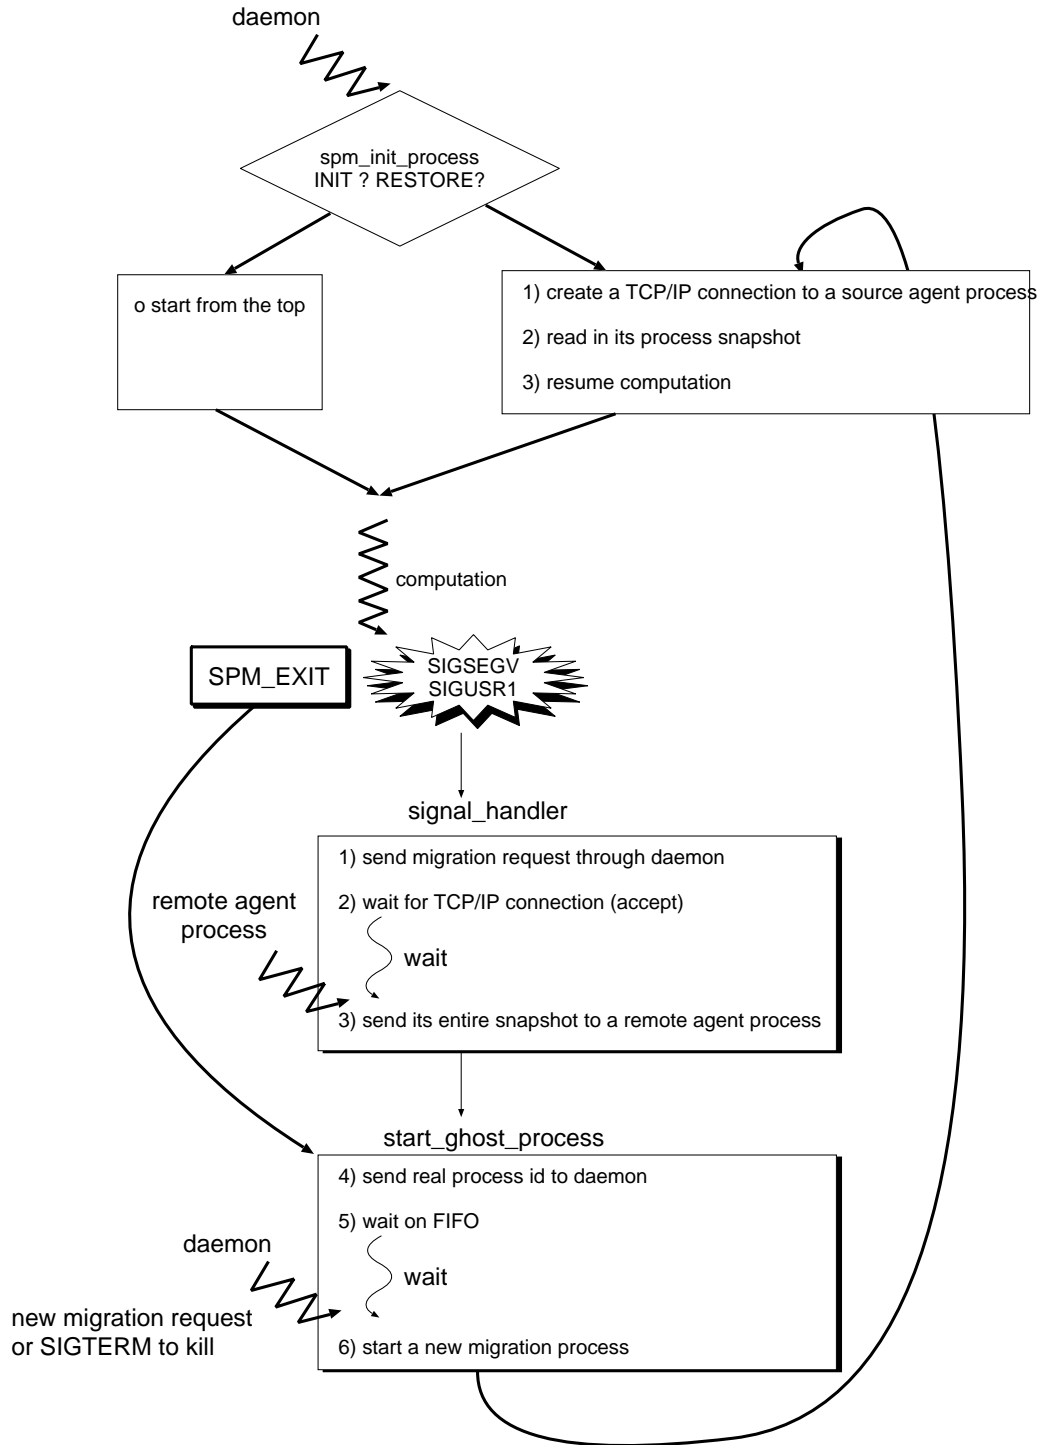 daemon
spm_init_process
INIT ? RESTORE?
o start from the top
1) create a TCP/IP connection to a source agent process
2) read in its process snapshot
3) resume computation
computation
SPM_EXIT
SIGSEGV
SIGUSR1
signal_handler
1) send migration request through daemon
2) wait for TCP/IP connection (accept)
remote agent
process
wait
3) send its entire snapshot to a remote agent process
start_ghost_process
4) send real process id to daemon
5) wait on FIFO
daemon
wait
new migration request
or SIGTERM to kill
6) start a new migration process